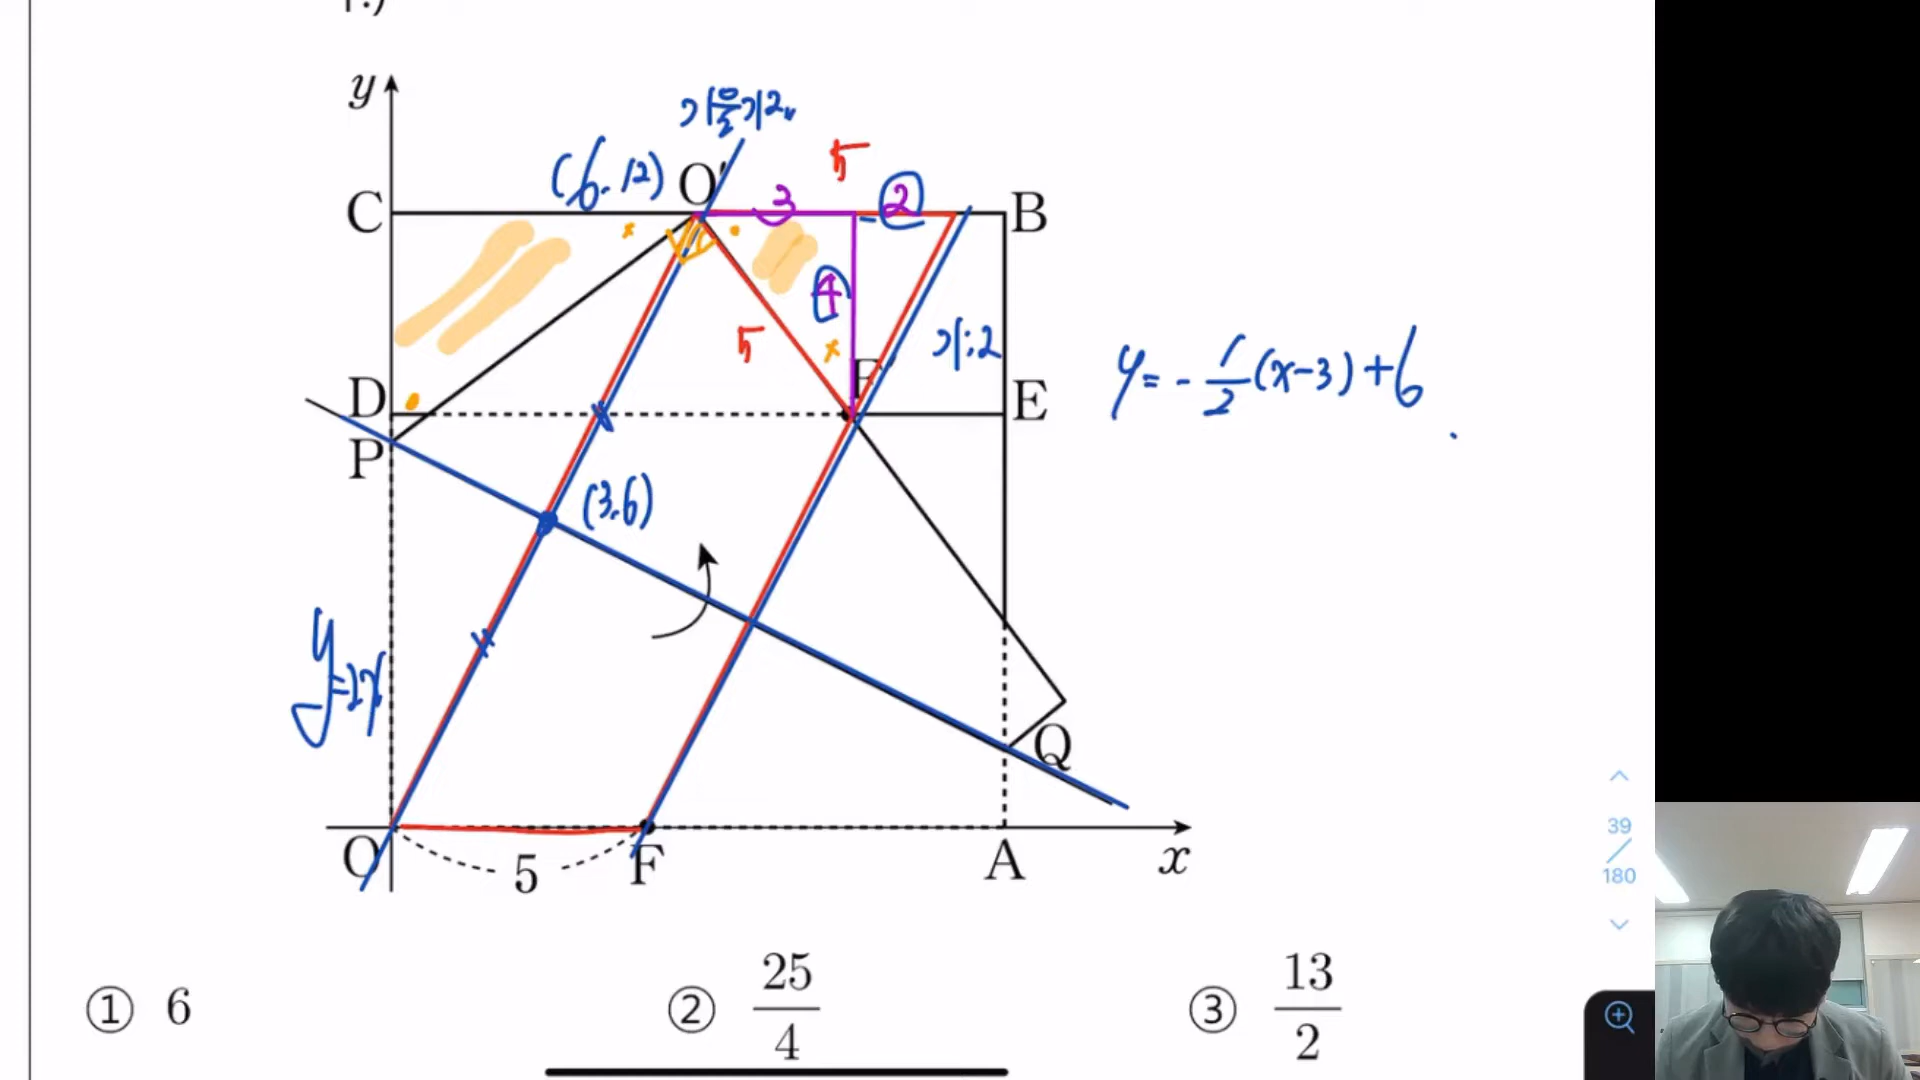 y
기울기 2
5
(6, 12)
O'
C
3
2
B
4
5
기:2
D
F'
E
P
y = - 1/2 (x-3) + 6
(3, 6)
y = 2x
Q
O
5
F
A
x
39
180
① 6
② 25/4
③ 13/2